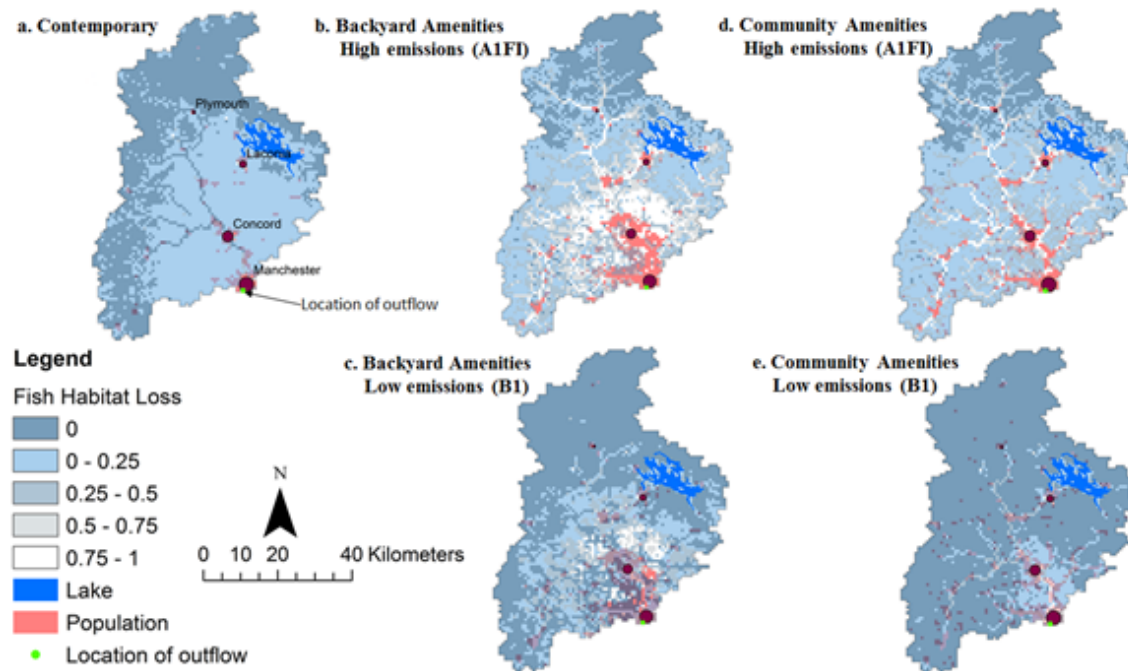 a. Contemporary
b. Backyard Amenities
High emissions (A1FI)
d. Community Amenities
High emissions (A1FI)
Plymouth
Laconia
Concord
Manchester
Location of outflow
c. Backyard Amenities
Low emissions (B1)
e. Community Amenities
Low emissions (B1)
Legend
Fish Habitat Loss
0
0 - 0.25
0.25 - 0.5
0.5 - 0.75
0.75 - 1
Lake
Population
Location of outflow
N
0 10 20 40 Kilometers